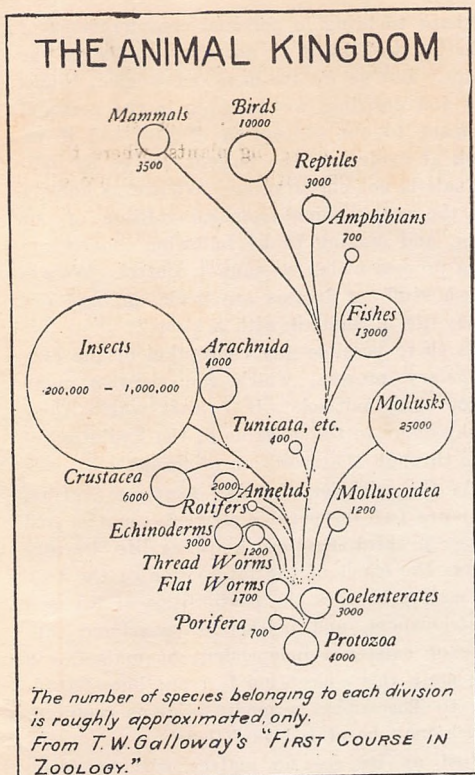 THE ANIMAL KINGDOM
Mammals
3500
Birds
10000
Reptiles
3000
Amphibians
700
Fishes
13000
Insects
200,000 - 1,000,000
Arachnida
4000
Mollusks
25000
Tunicata, etc.
400
Crustacea
6000
2000 Annelids
Rotifers
Molluscoidea
1200
Echinoderms
3000
1200
Thread Worms
Flat Worms
1700
Coelenterates
3000
Porifera
700
Protozoa
4000
The number of species belonging to each division
is roughly approximated, only.
From T. W. Galloway's "FIRST COURSE IN
ZOOLOGY."